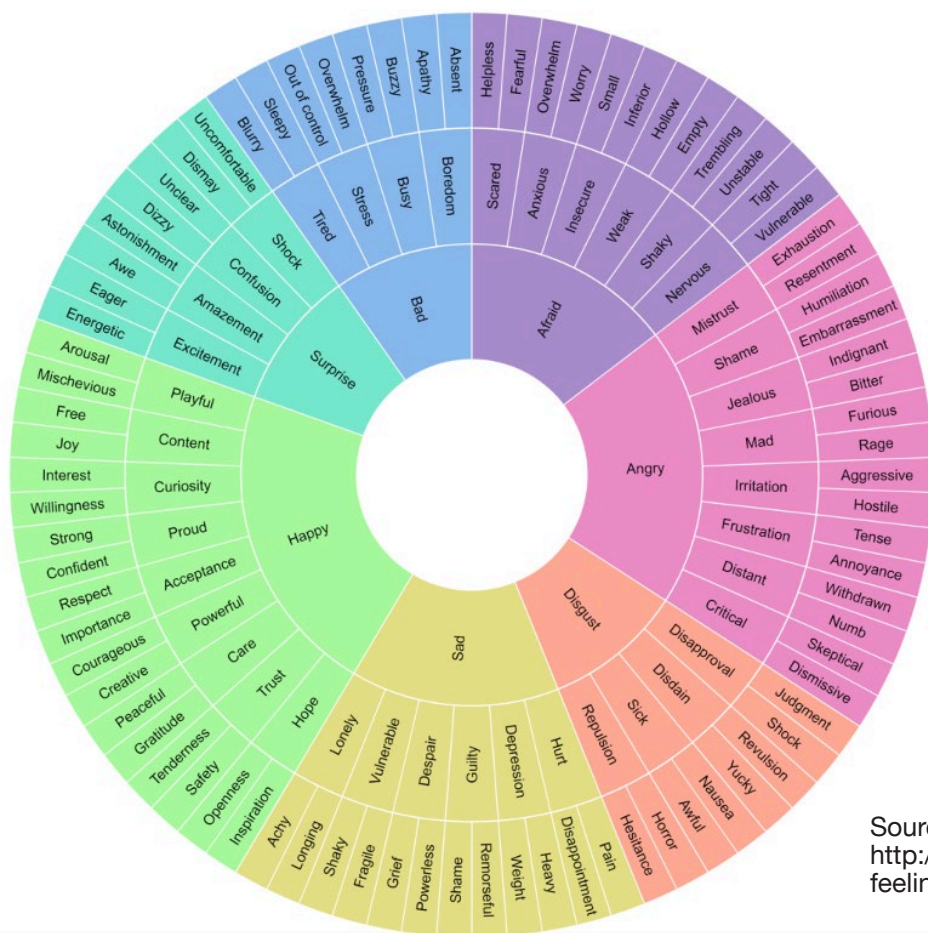 Absent
Apathy
Buzzy
Pressure
Overwhelm
Out of control
Sleepy
Blurry
Boredom
Busy
Stress
Tired
Bad
Helpless
Fearful
Overwhelm
Worry
Small
Inferior
Hollow
Empty
Trembling
Unstable
Tight
Vulnerable
Scared
Anxious
Insecure
Weak
Shaky
Nervous
Afraid
Exhaustion
Resentment
Humiliation
Embarrassment
Indignant
Bitter
Furious
Rage
Aggressive
Hostile
Tense
Annoyance
Withdrawn
Numb
Skeptical
Dismissive
Mistrust
Shame
Jealous
Mad
Irritation
Frustration
Distant
Critical
Angry
Judgment
Shock
Revulsion
Yucky
Nausea
Awful
Horror
Hesitance
Disapproval
Disdain
Sick
Repulsion
Disgust
Pain
Disappointment
Heavy
Weight
Remorseful
Shame
Powerless
Grief
Fragile
Shaky
Longing
Achy
Hurt
Depression
Guilty
Despair
Vulnerable
Lonely
Sad
Inspiration
Openness
Safety
Tenderness
Gratitude
Peaceful
Creative
Courageous
Importance
Respect
Confident
Strong
Willingness
Interest
Joy
Free
Mischevious
Arousal
Hope
Trust
Care
Powerful
Acceptance
Proud
Curiosity
Content
Playful
Happy
Energetic
Eager
Awe
Astonishment
Dizzy
Unclear
Dismay
Uncomfortable
Excitement
Amazement
Confusion
Shock
Surprise
Sourc
http:/
feelin